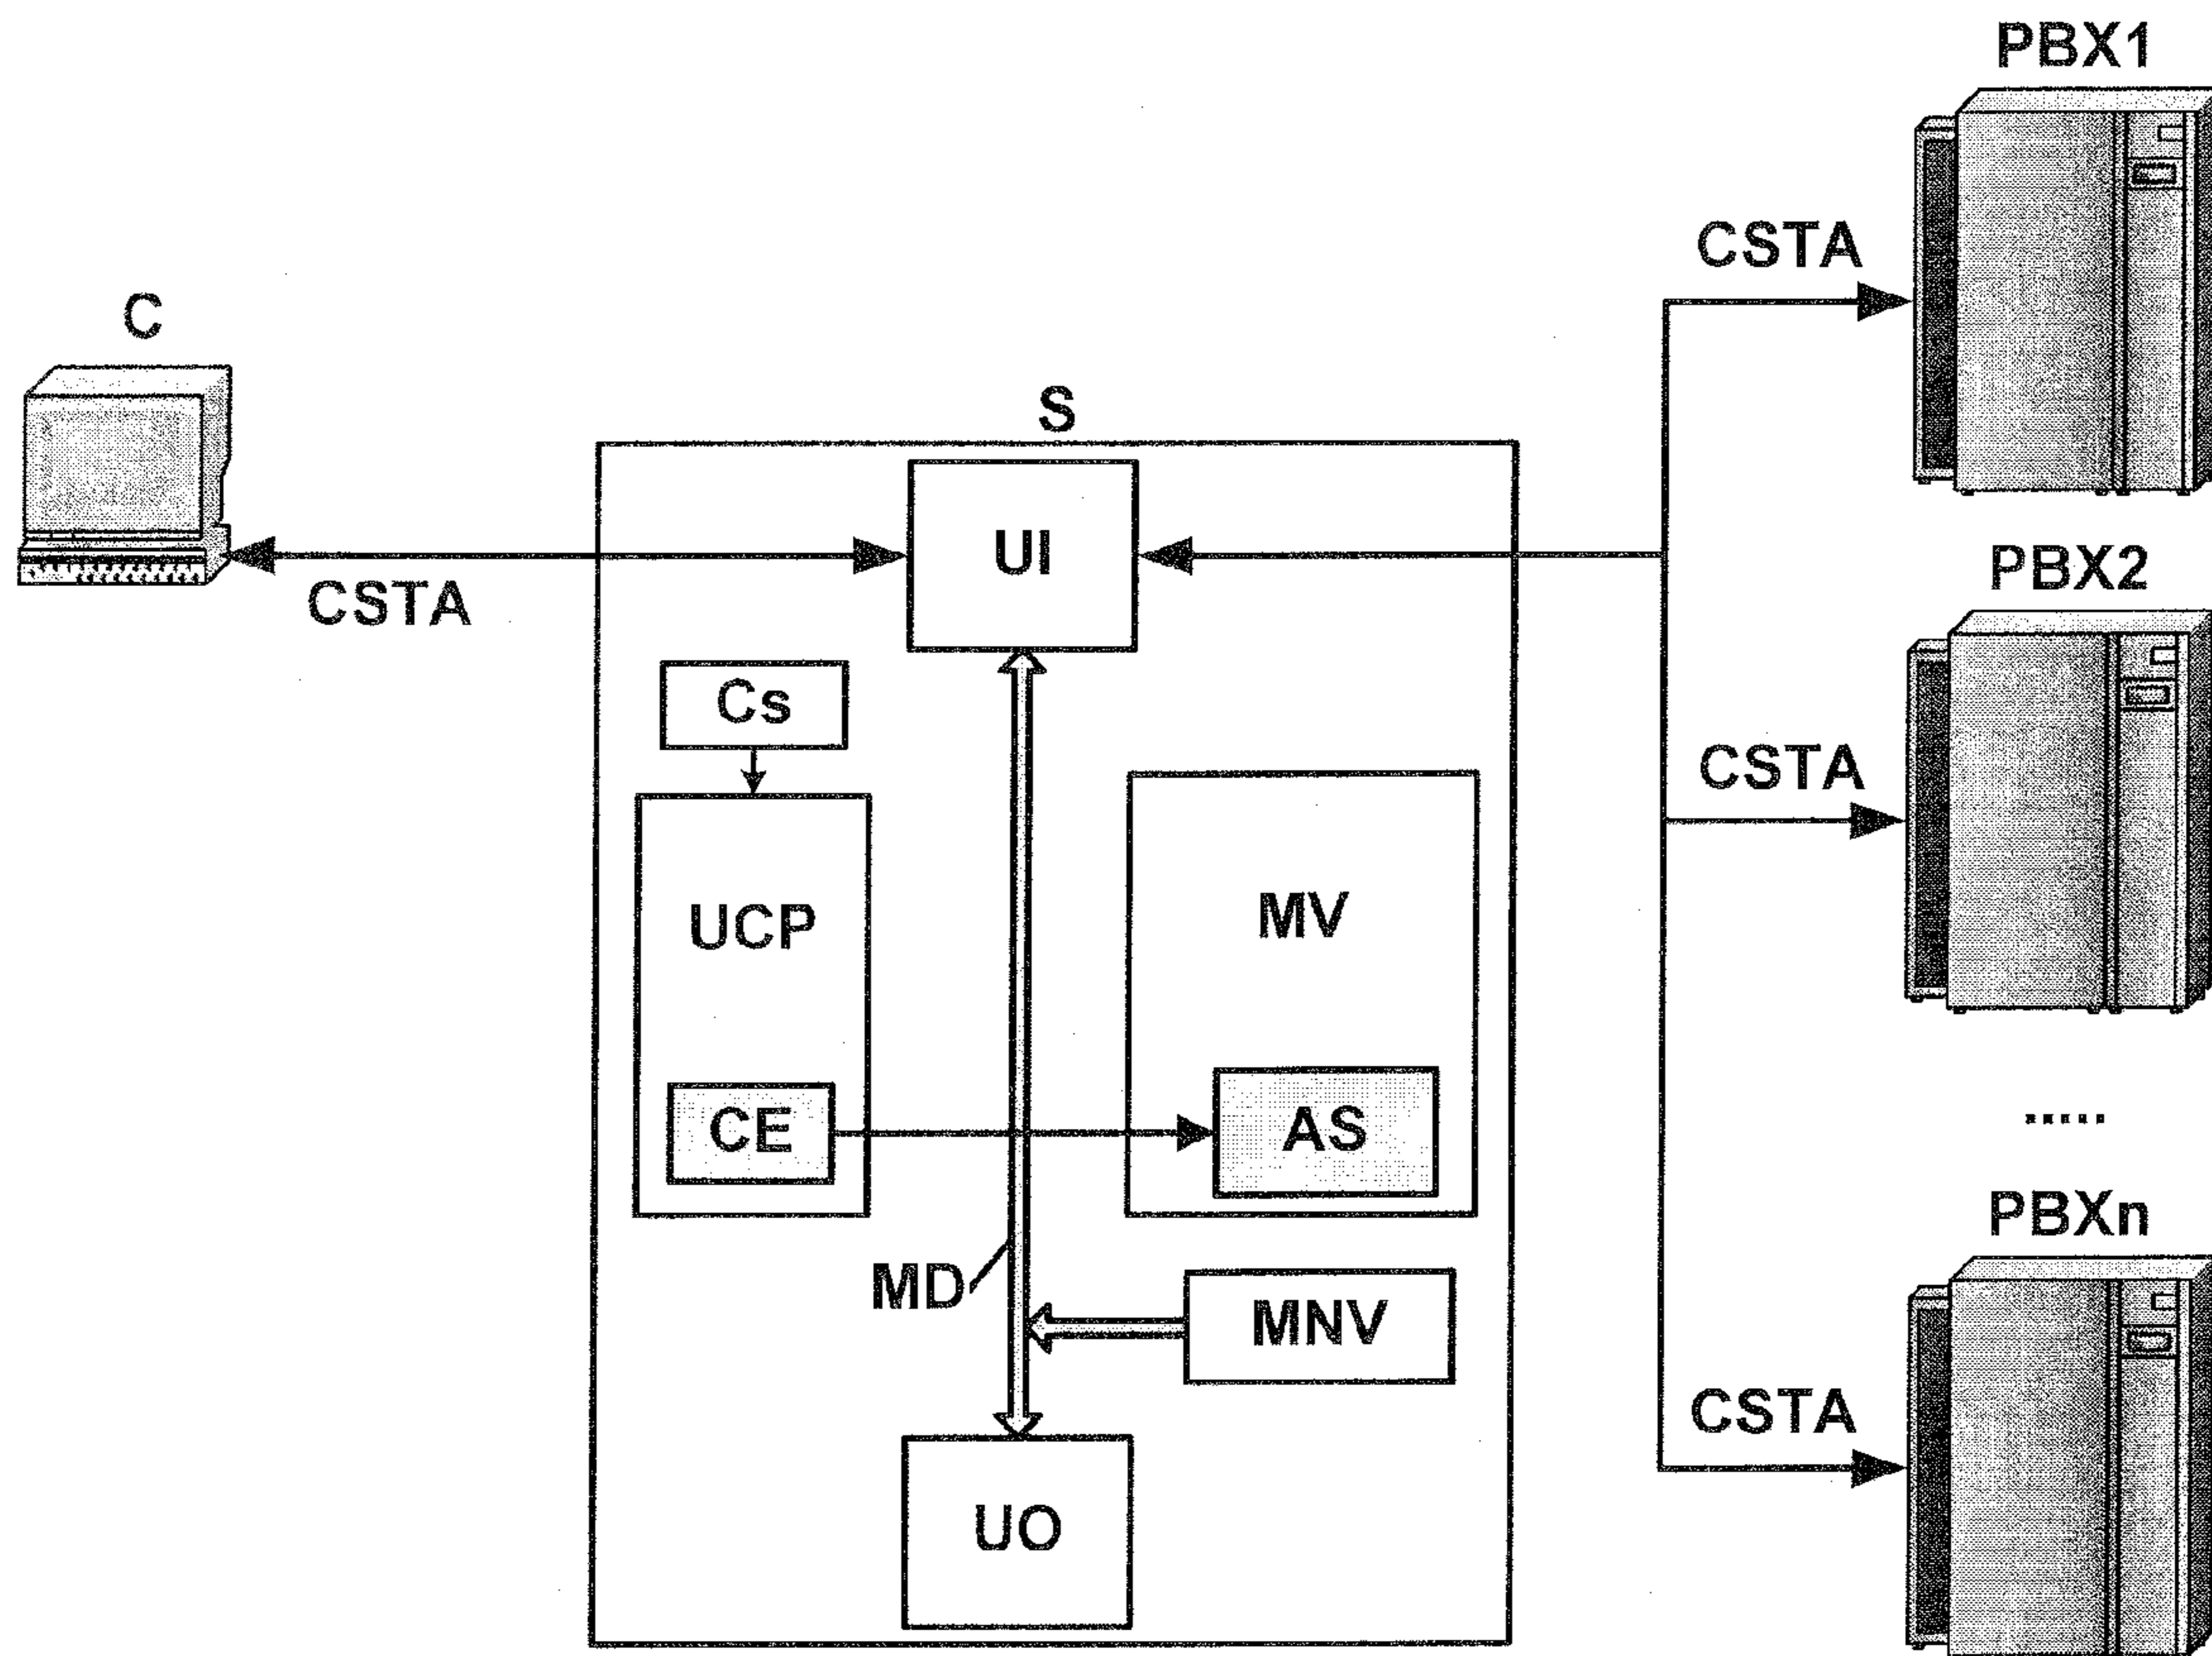 PBX1
CSTA
C
S
UI
CSTA
PBX2
Cs
CSTA
UCP
MV
CE
AS
.....
PBXn
MD
MNV
CSTA
UO